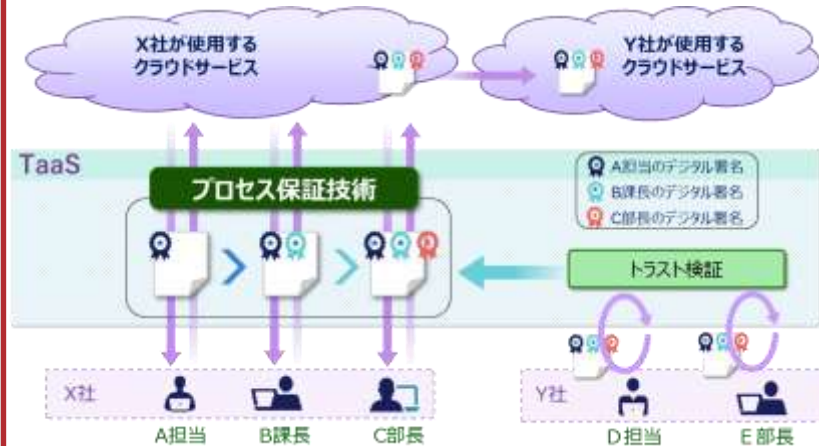 X社が使用する
クラウドサービス
Y社が使用する
クラウドサービス
TaaS
プロセス保証技術
A担当のデジタル署名
B課長のデジタル署名
C部長のデジタル署名
トラスト検証
X社
A担当
B課長
C部長
Y社
D担当
E部長